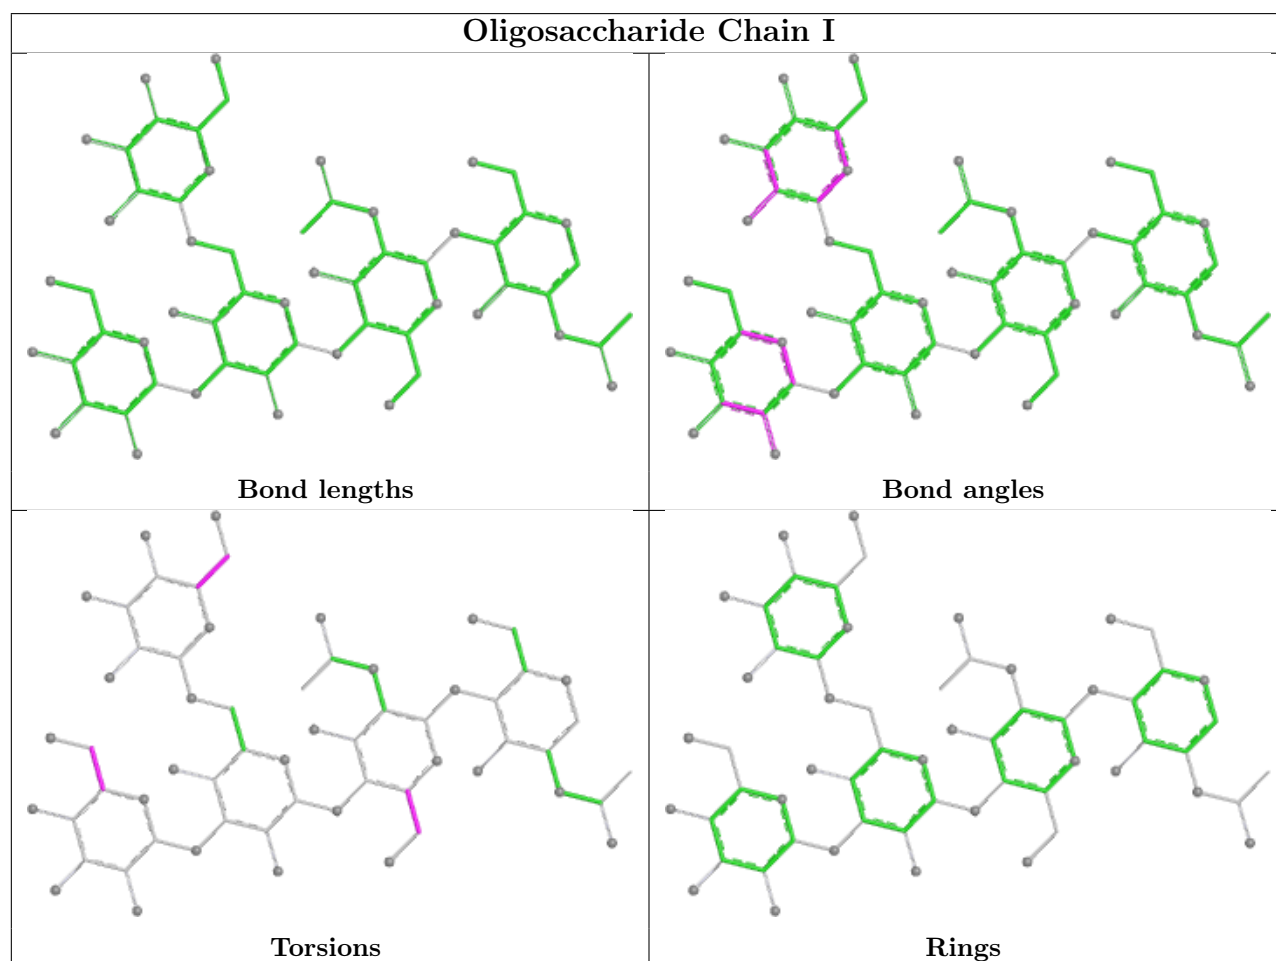 Oligosaccharide Chain I
Bond lengths
Bond angles
Torsions
Rings